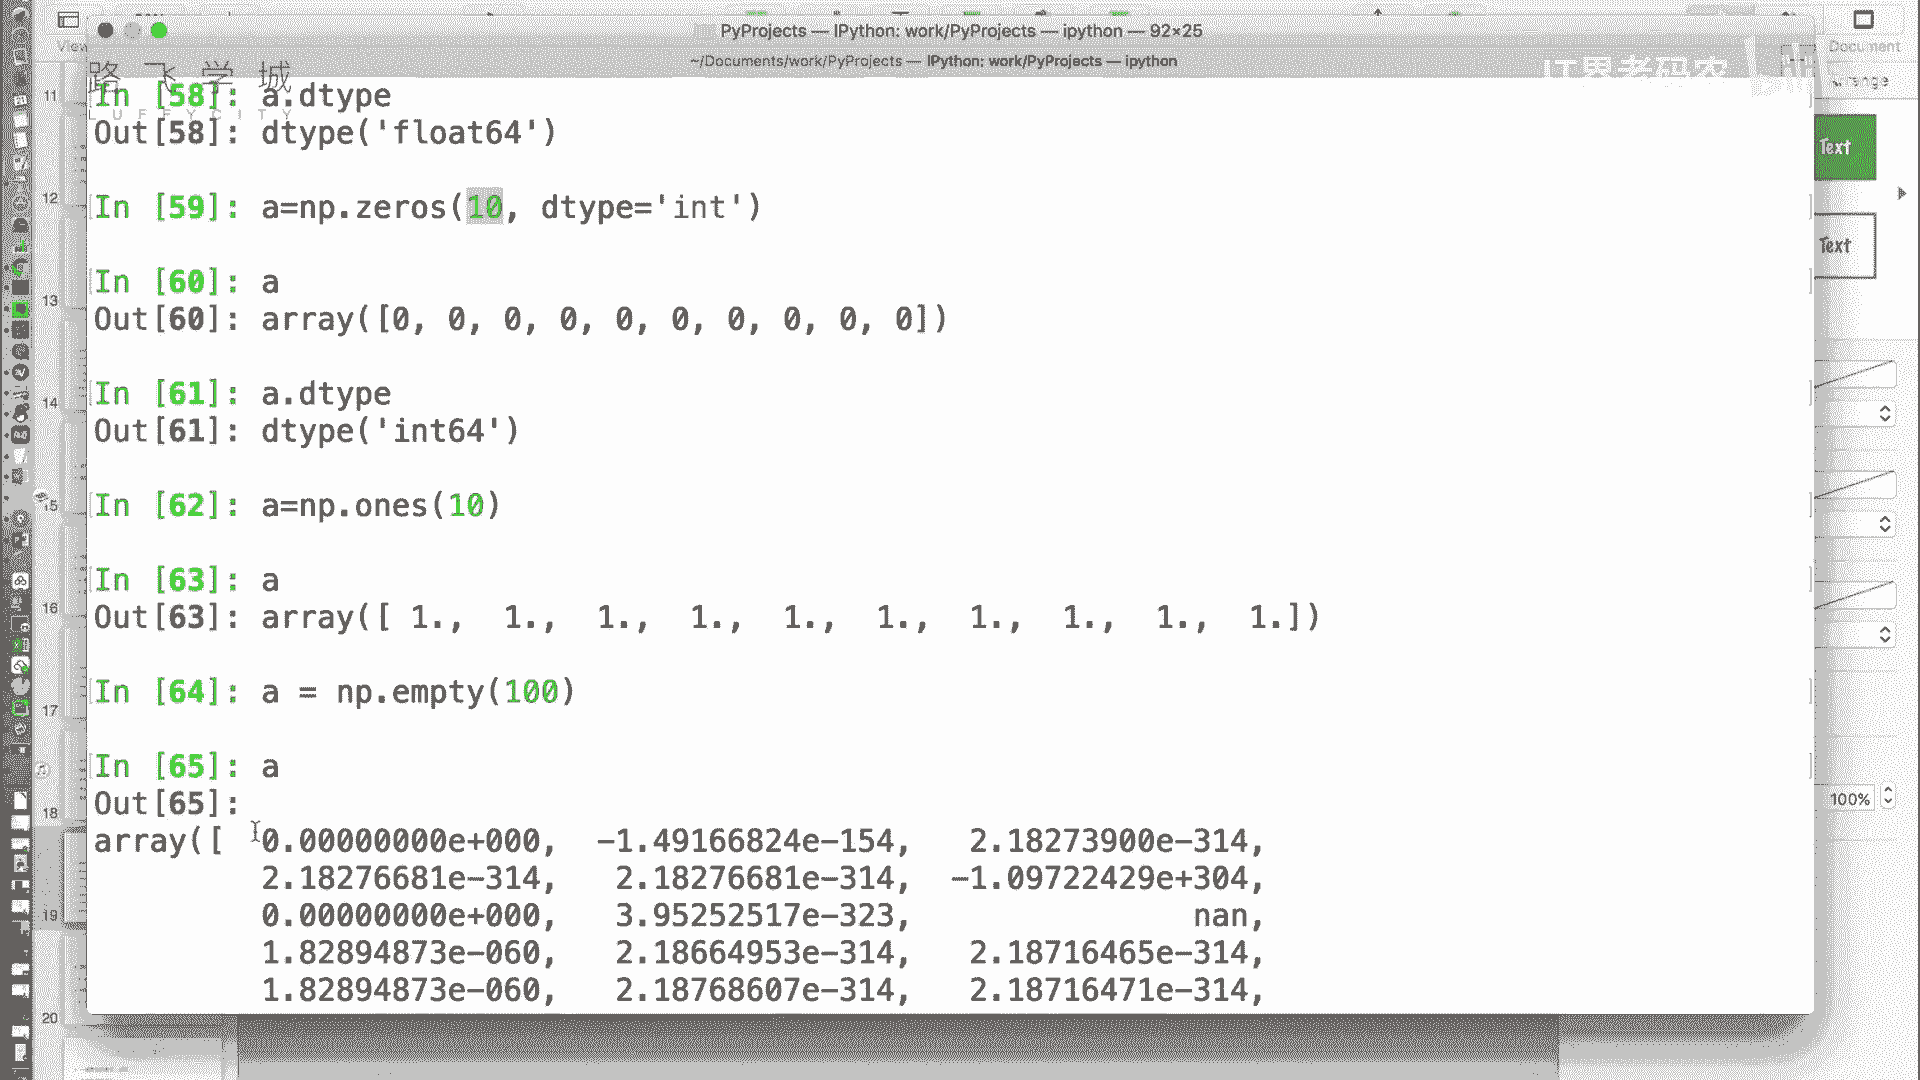 PyProjects — IPython: work/PyProjects — ipython — 92×25
~/Documents/work/PyProjects — IPython: work/PyProjects — ipython
View
Document
路 飞 学 城
LUFFYCITY
IT界老码农
In [58]: a.dtype
Out[58]: dtype('float64')
In [59]: a=np.zeros(10, dtype='int')
In [60]: a
Out[60]: array([0, 0, 0, 0, 0, 0, 0, 0, 0, 0])
In [61]: a.dtype
Out[61]: dtype('int64')
In [62]: a=np.ones(10)
In [63]: a
Out[63]: array([ 1., 1., 1., 1., 1., 1., 1., 1., 1., 1.])
In [64]: a = np.empty(100)
In [65]: a
Out[65]:
array([ 0.00000000e+000, -1.49166824e-154, 2.18273900e-314,
2.18276681e-314, 2.18276681e-314, -1.09722429e+304,
0.00000000e+000, 3.95252517e-323, nan,
1.82894873e-060, 2.18664953e-314, 2.18716465e-314,
1.82894873e-060, 2.18768607e-314, 2.18716471e-314,
11
12
13
14
15
16
17
18
19
20
Text
Text
100%